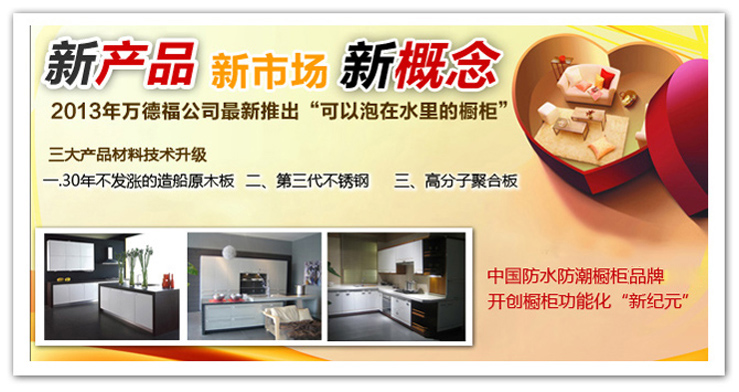 新产品 新市场 新概念
2013年万德福公司最新推出“可以泡在水里的橱柜”
三大产品材料技术升级
一.30年不发涨的造船原木板 二、第三代不锈钢 三、高分子聚合板
中国防水防潮橱柜品牌
开创橱柜功能化“新纪元”